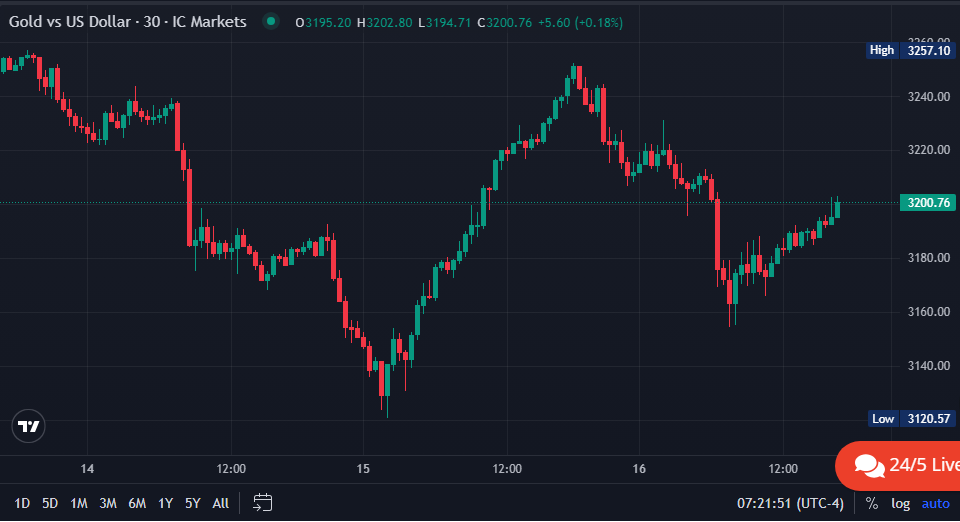 Gold vs US Dollar · 30 · IC Markets O3195.20 H3202.80 L3194.71 C3200.76 +5.60 (+0.18%)
3260.00
High 3257.10
3240.00
3220.00
3200.76
3180.00
3160.00
3140.00
Low 3120.57
14 12:00 15 12:00 16 12:00
24/5 Live
1D 5D 1M 3M 6M 1Y 5Y All 07:21:51 (UTC-4) % log auto